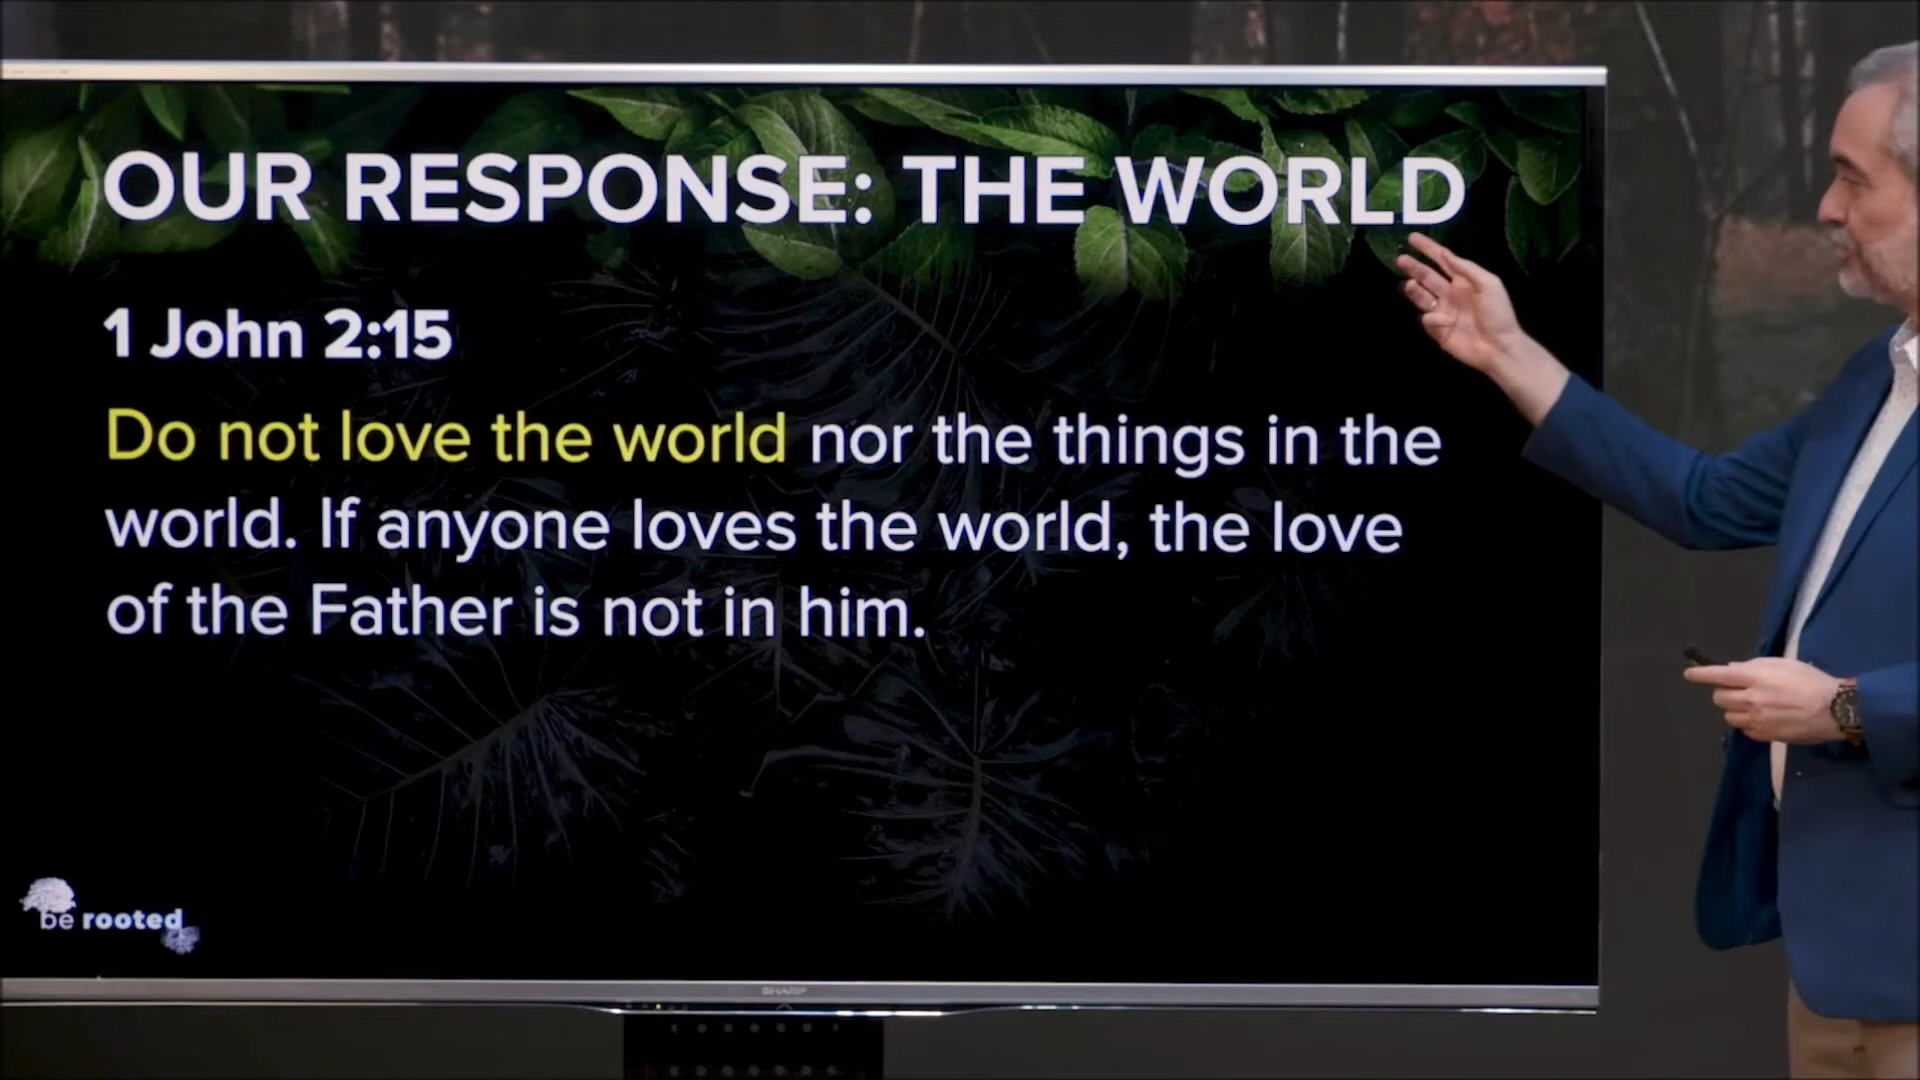 OUR RESPONSE: THE WORLD
1 John 2:15
Do not love the world nor the things in the
world. If anyone loves the world, the love
of the Father is not in him.
be rooted
SHARP